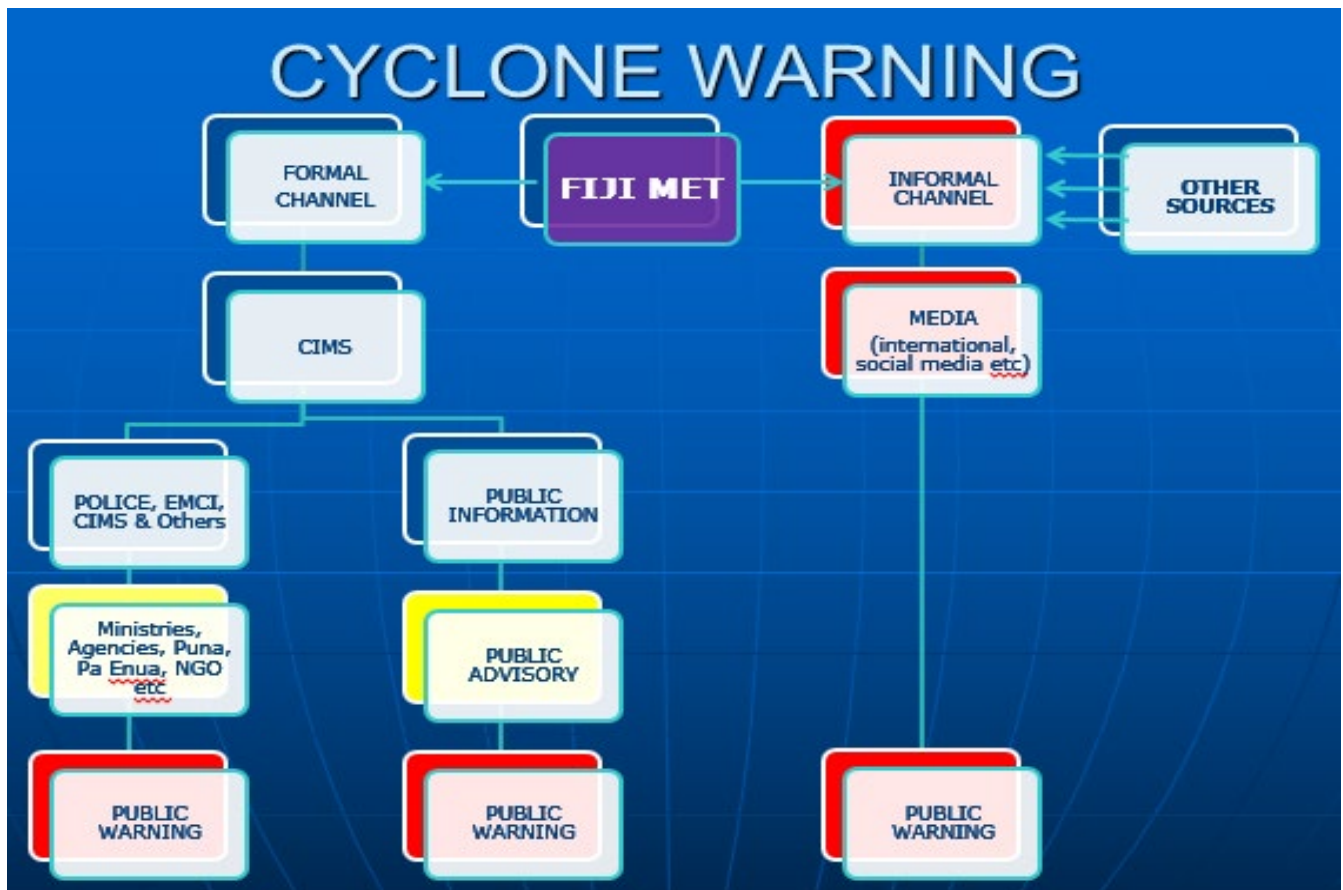 CYCLONE WARNING
FORMAL
CHANNEL
FIJI MET
INFORMAL
CHANNEL
OTHER
SOURCES
CIMS
MEDIA
(international,
social media etc)
POLICE, EMCI,
CIMS & Others
PUBLIC
INFORMATION
Ministries,
Agencies, Puna,
Pa Enua, NGO
etc
PUBLIC
ADVISORY
PUBLIC
WARNING
PUBLIC
WARNING
PUBLIC
WARNING